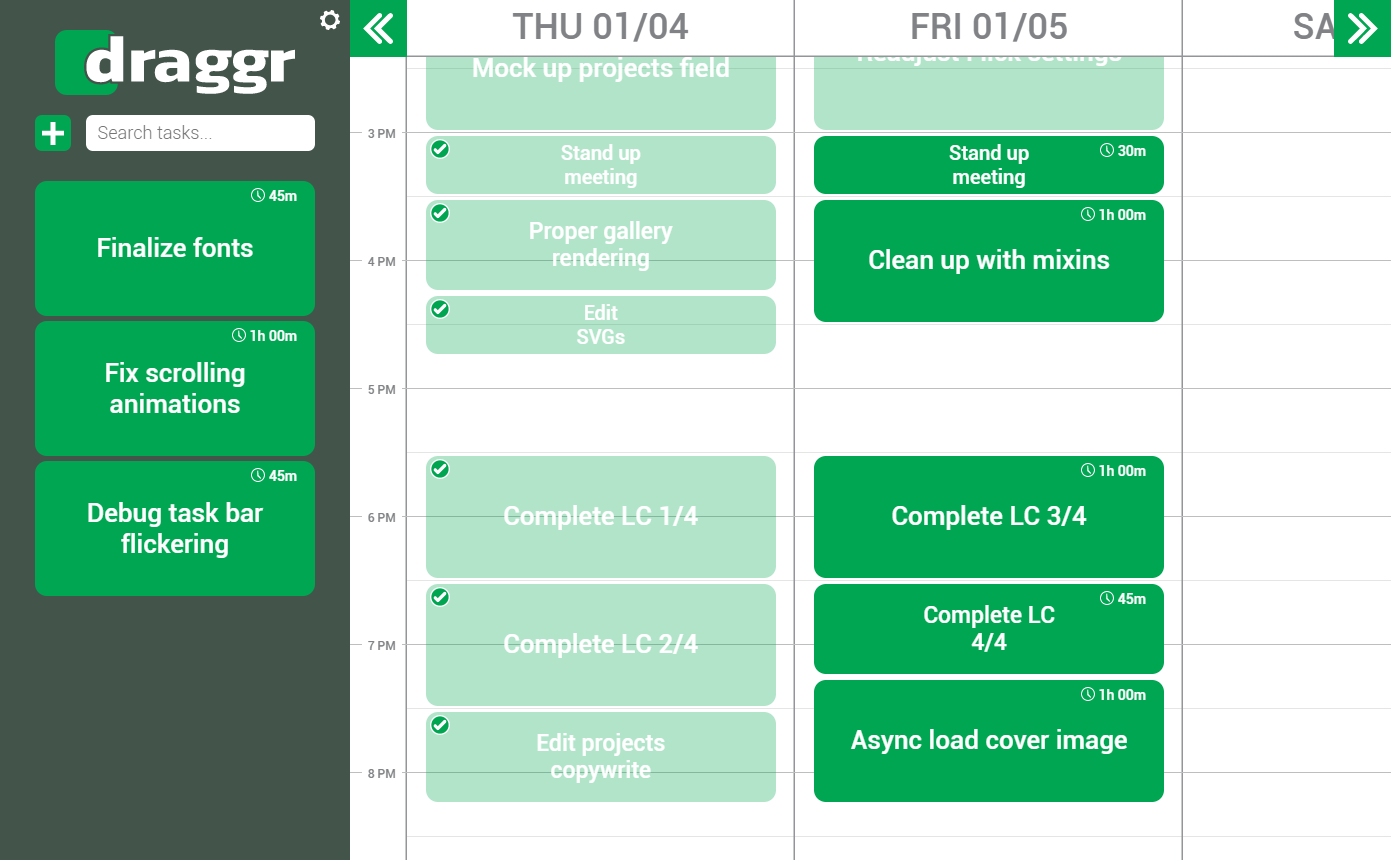 draggr
Search tasks...
45m
Finalize fonts
1h 00m
Fix scrolling
animations
45m
Debug task bar
flickering
THU 01/04
FRI 01/05
SA
3 PM
4 PM
5 PM
6 PM
7 PM
8 PM
Mock up projects field
Stand up
meeting
Proper gallery
rendering
Edit
SVGs
Complete LC 1/4
Complete LC 2/4
Edit projects
copywrite
settings
30m
Stand up
meeting
1h 00m
Clean up with mixins
1h 00m
Complete LC 3/4
45m
Complete LC
4/4
1h 00m
Async load cover image